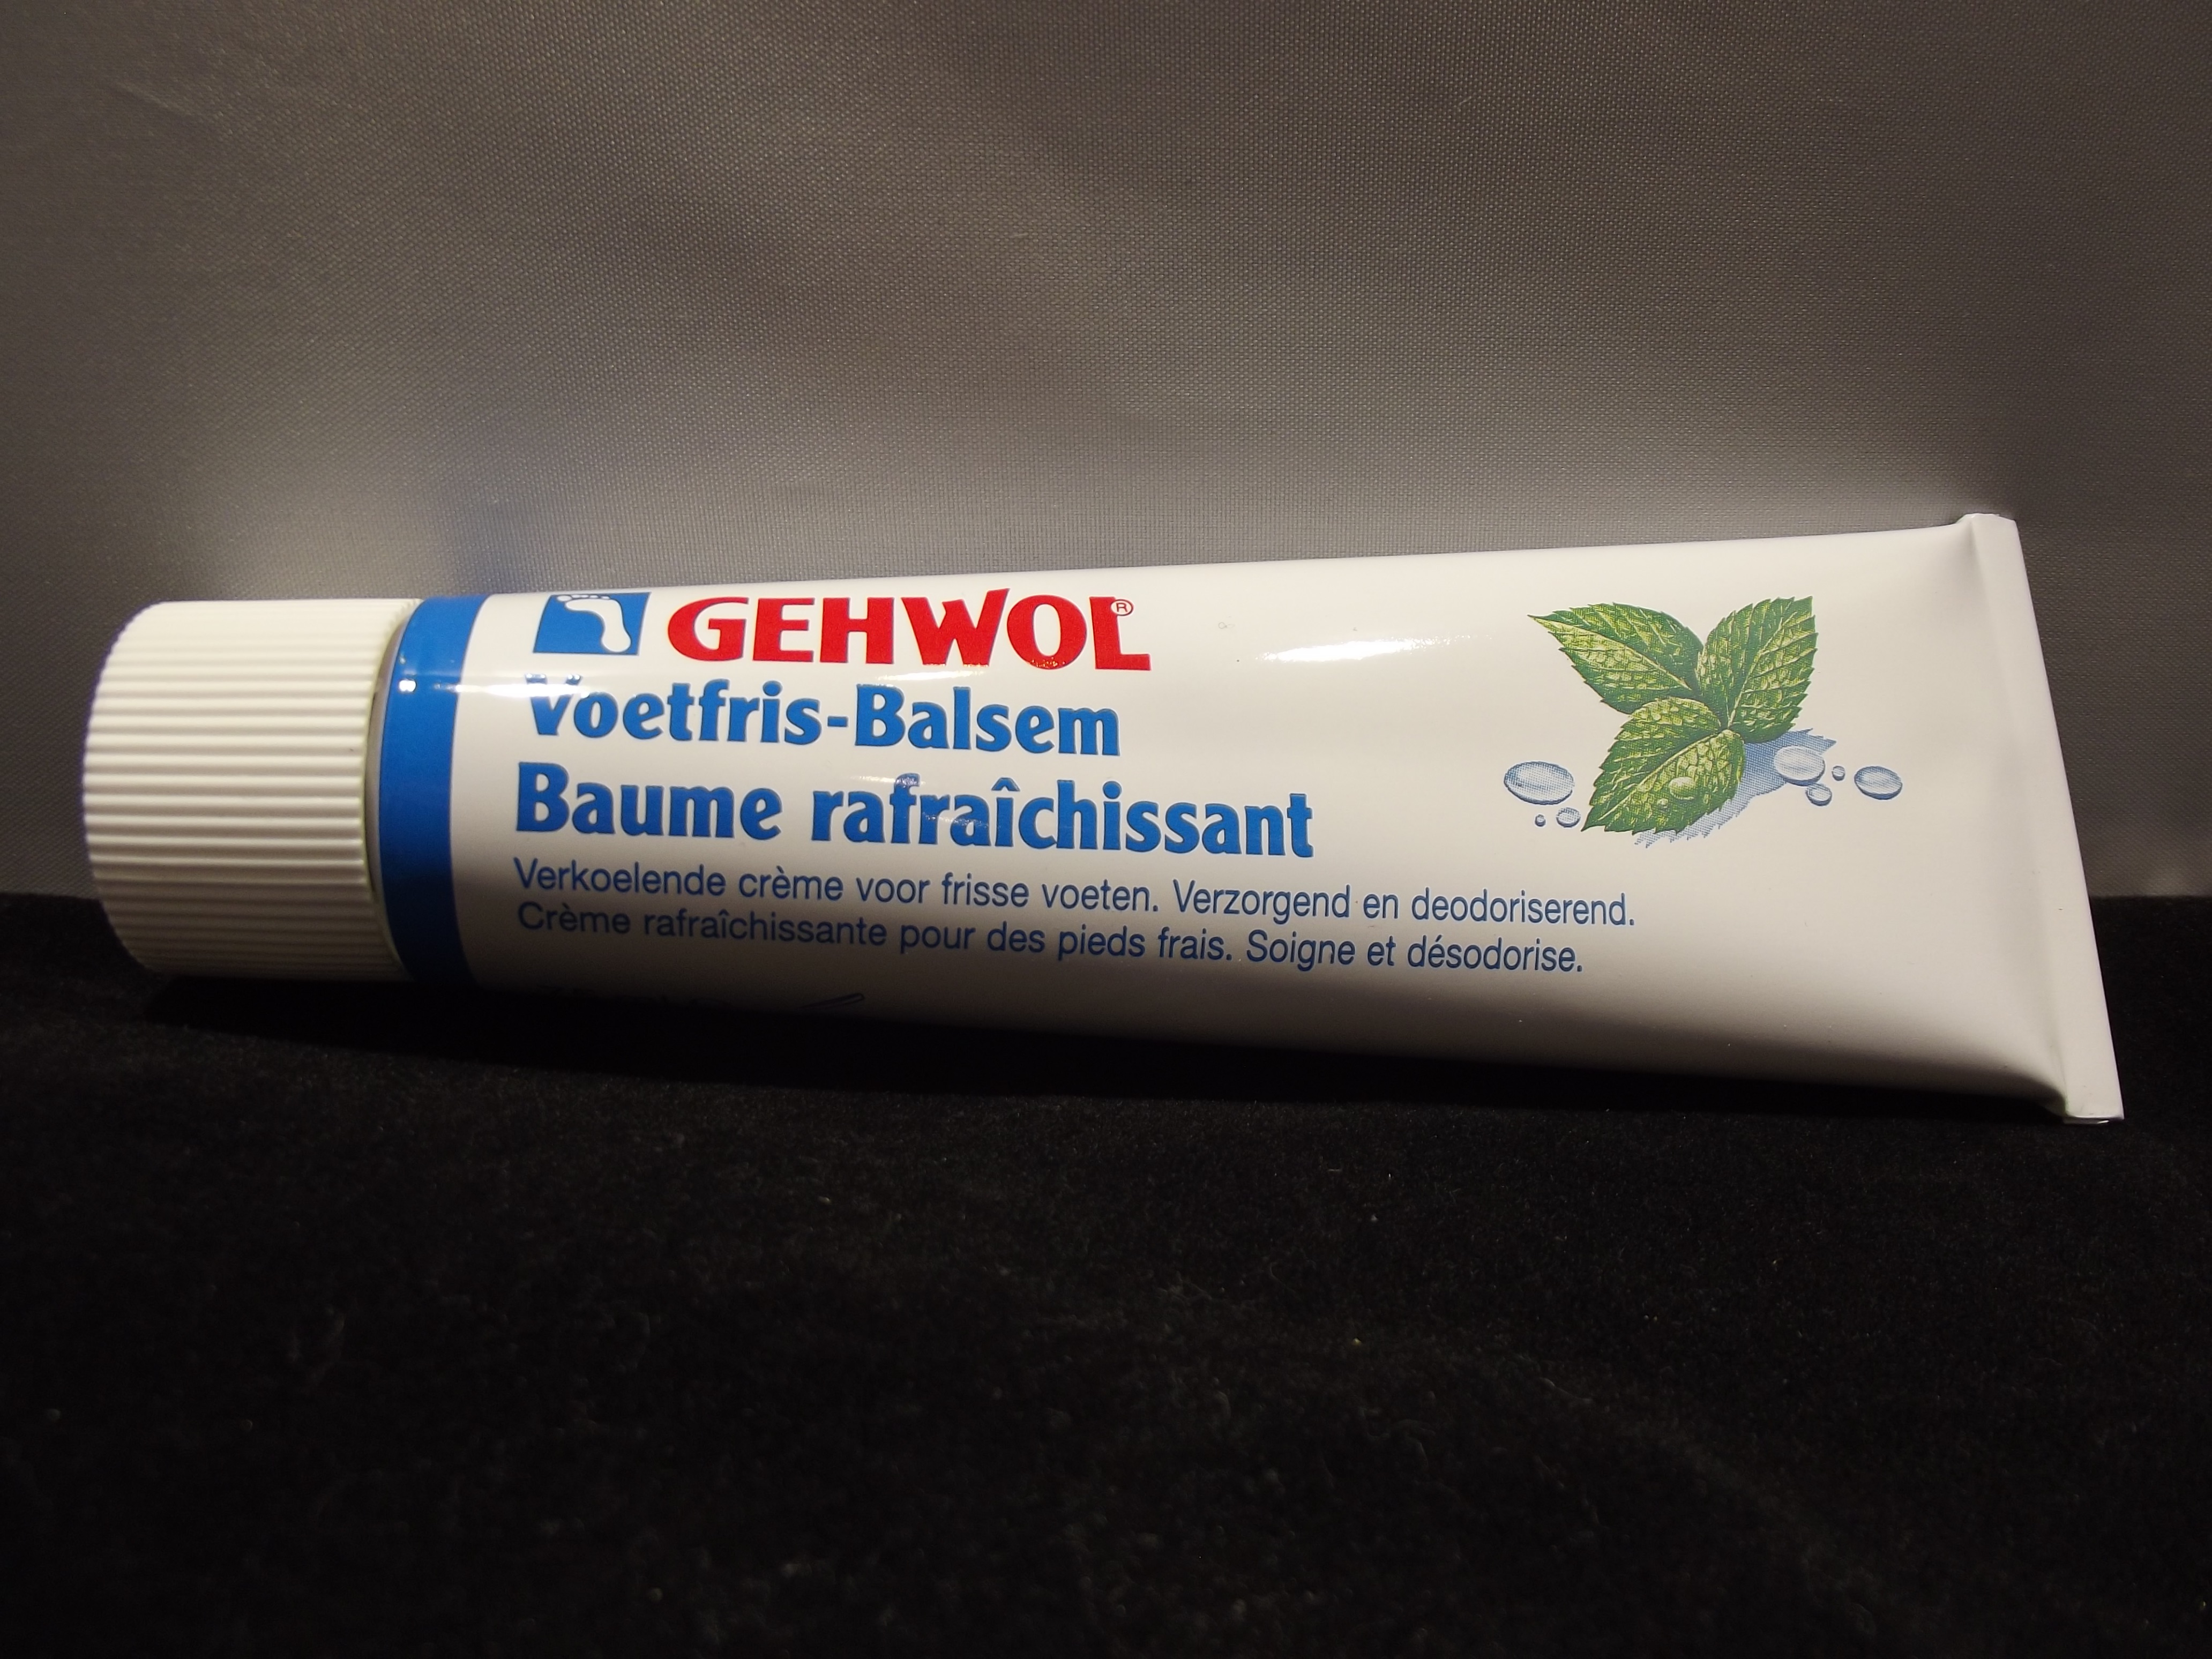 GEHWOL®
Voetfris-Balsem
Baume rafraîchissant
Verkoelende crème voor frisse voeten. Verzorgend en deodoriserend.
Crème rafraîchissante pour des pieds frais. Soigne et désodorise.